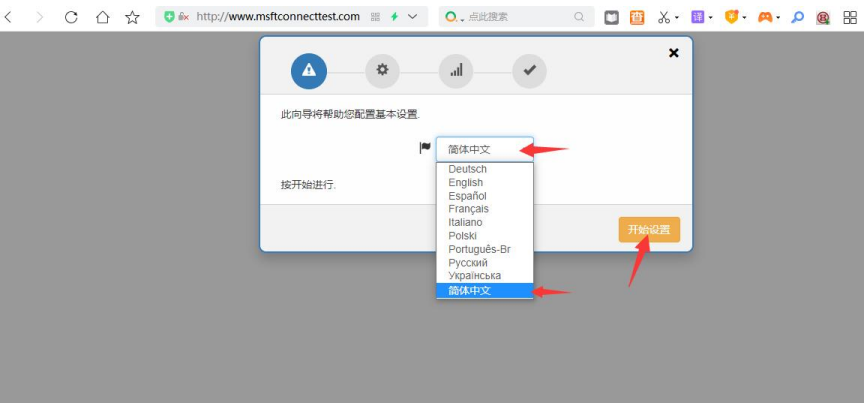 http://www.msftconnecttest.com
点此搜索
查
译
此向导将帮助您配置基本设置.
简体中文
Deutsch
English
Español
Français
Italiano
Polski
Português-Br
Русский
Українська
简体中文
按开始进行.
开始设置